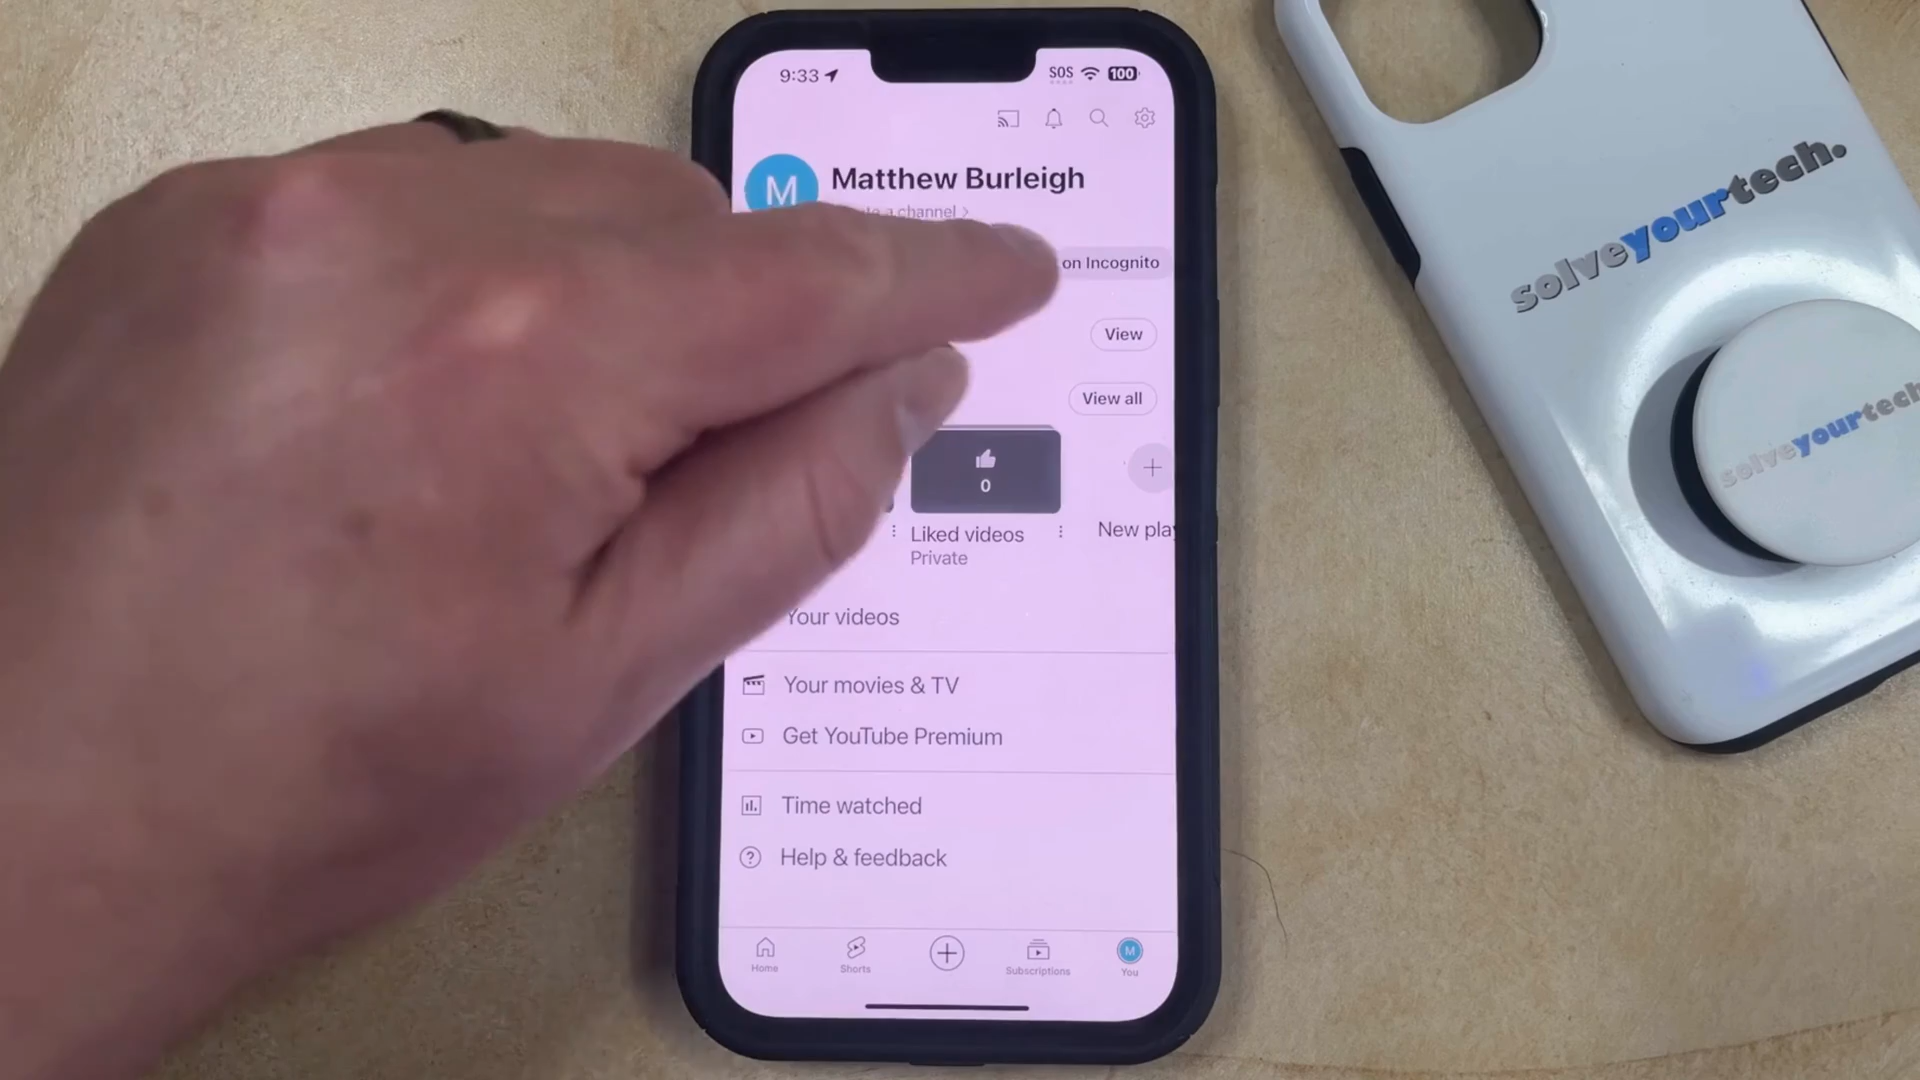 9:33
SOS
100
M
Matthew Burleigh
a channel >
on Incognito
View
View all
0
Liked videos
Private
New play
Your videos
Your movies & TV
Get YouTube Premium
Time watched
Help & feedback
Home
Shorts
Subscriptions
M
You
solveyourtech.
solveyourtech